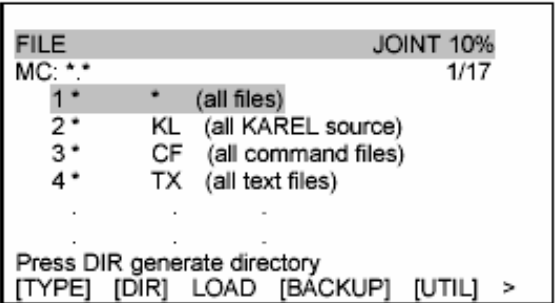 FILE JOINT 10%
MC: *.* 1/17
1 * * (all files)
2 * KL (all KAREL source)
3 * CF (all command files)
4 * TX (all text files)
. . .
. . .
Press DIR generate directory
[TYPE] [DIR] LOAD [BACKUP] [UTIL] >